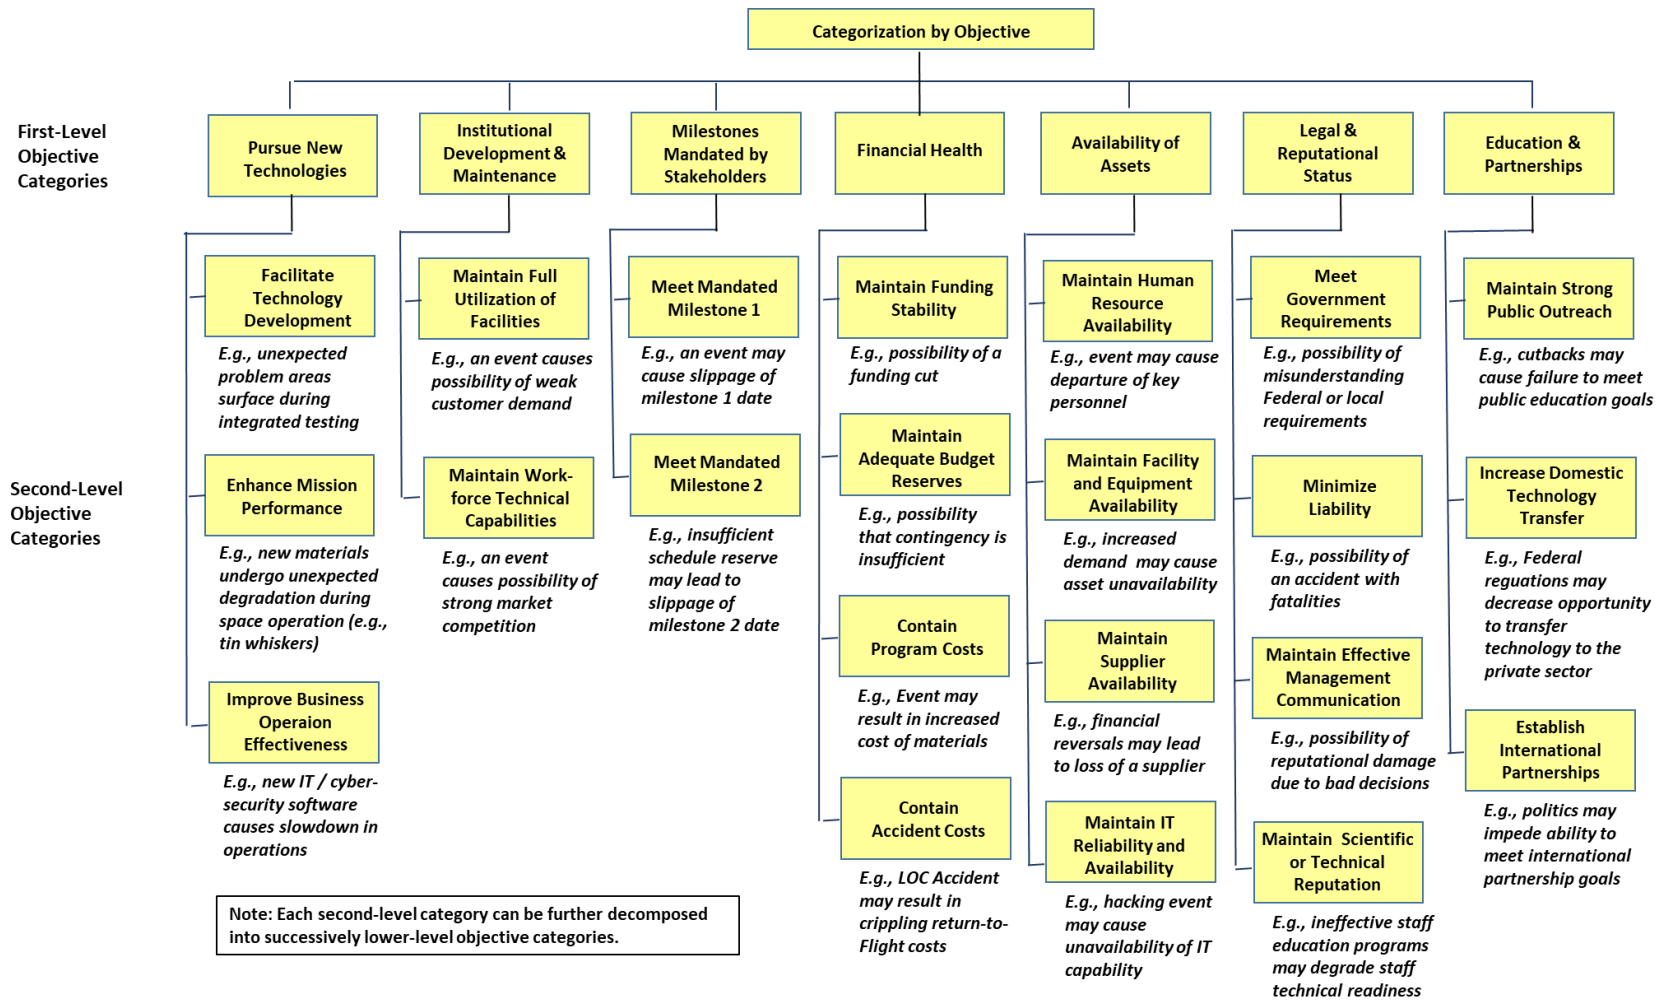 Categorization by Objective
First-Level
Objective
Categories
Pursue New
Technologies
Institutional
Development &
Maintenance
Milestones
Mandated by
Stakeholders
Financial Health
Availability of
Assets
Legal &
Reputational
Status
Education &
Partnerships
Second-Level
Objective
Categories
Facilitate
Technology
Development
E.g., unexpected
problem areas
surface during
integrated testing
Enhance Mission
Performance
E.g., new materials
undergo unexpected
degradation during
space operation (e.g.,
tin whiskers)
Improve Business
Operaion
Effectiveness
E.g., new IT / cyber-
security software
causes slowdown in
operations
Maintain Full
Utilization of
Facilities
E.g., an event causes
possibility of weak
customer demand
Maintain Work-
force Technical
Capabilities
E.g., an event
causes possibility of
strong market
competition
Meet Mandated
Milestone 1
E.g., an event may
cause slippage of
milestone 1 date
Meet Mandated
Milestone 2
E.g., insufficient
schedule reserve
may lead to
slippage of
milestone 2 date
Maintain Funding
Stability
E.g., possibility of a
funding cut
Maintain
Adequate Budget
Reserves
E.g., possibility
that contingency is
insufficient
Contain
Program Costs
E.g., Event may
result in increased
cost of materials
Contain
Accident Costs
E.g., LOC Accident
may result in
crippling return-to-
Flight costs
Maintain Human
Resource
Availability
E.g., event may cause
departure of key
personnel
Maintain Facility
and Equipment
Availability
E.g., increased
demand may cause
asset unavailability
Maintain
Supplier
Availability
E.g., financial
reversals may lead
to loss of a supplier
Maintain IT
Reliability and
Availability
E.g., hacking event
may cause
unavailability of IT
capability
Meet
Government
Requirements
E.g., possibility of
misunderstanding
Federal or local
requirements
Minimize
Liability
E.g., possibility of
an accident with
fatalities
Maintain Effective
Management
Communication
E.g., possibility of
reputational damage
due to bad decisions
Maintain Scientific
or Technical
Reputation
E.g., ineffective staff
education programs
may degrade staff
technical readiness
Maintain Strong
Public Outreach
E.g., cutbacks may
cause failure to meet
public education goals
Increase Domestic
Technology
Transfer
E.g., Federal
reguations may
decrease opportunity
to transfer
technology to the
private sector
Establish
International
Partnerships
E.g., politics may
impede ability to
meet international
partnership goals
Note: Each second-level category can be further decomposed
into successively lower-level objective categories.